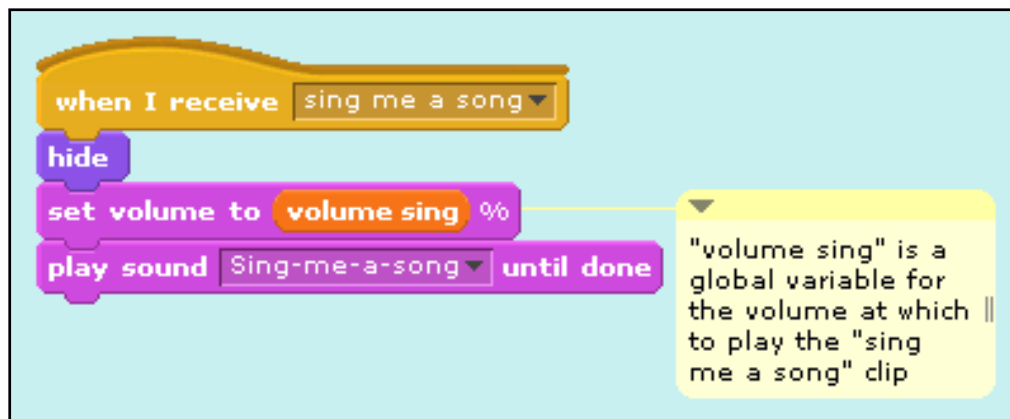 when I receive sing me a song
hide
set volume to volume sing %
play sound Sing-me-a-song until done
"volume sing" is a
global variable for
the volume at which
to play the "sing
me a song" clip